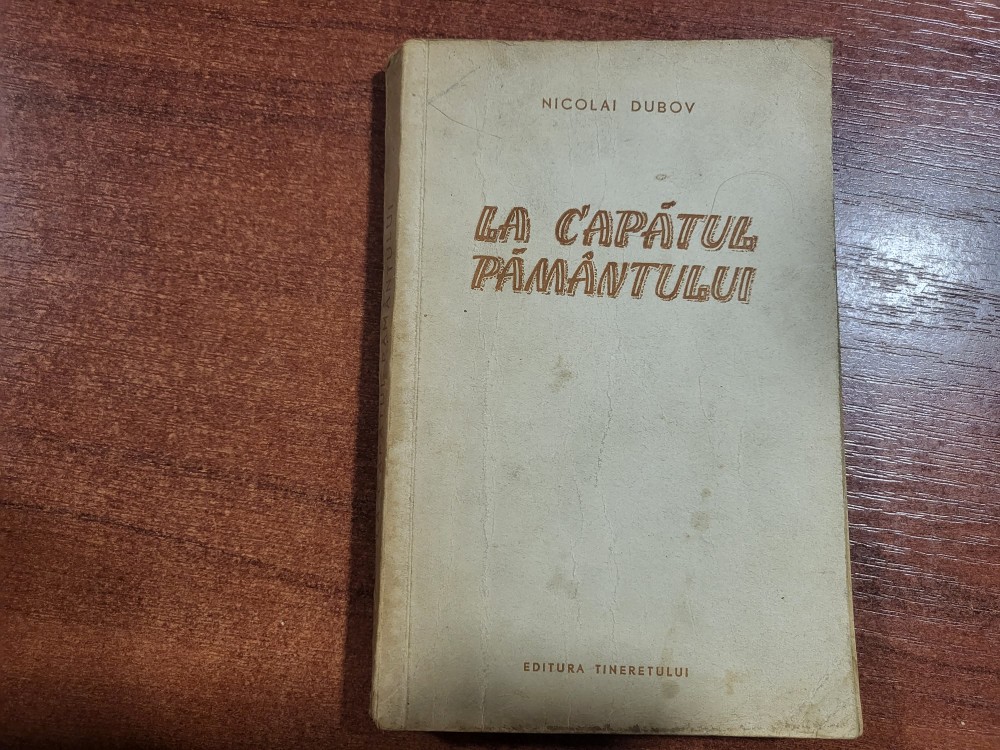 NICOLAI DUBOV
LA CAPĂTUL
PĂMÂNTULUI
EDITURA TINERETULUI